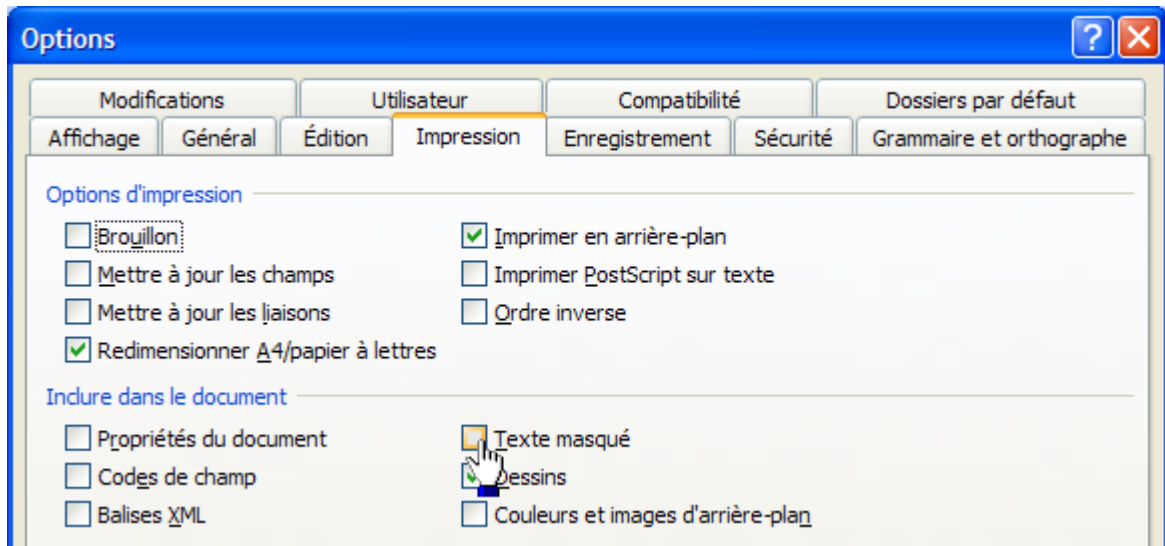 Options
Modifications Utilisateur Compatibilité Dossiers par défaut
Affichage Général Édition Impression Enregistrement Sécurité Grammaire et orthographe
Options d'impression
Brouillon Imprimer en arrière-plan
Mettre à jour les champs Imprimer PostScript sur texte
Mettre à jour les liaisons Ordre inverse
Redimensionner A4/papier à lettres
Inclure dans le document
Propriétés du document Texte masqué
Codes de champ Dessins
Balises XML Couleurs et images d'arrière-plan